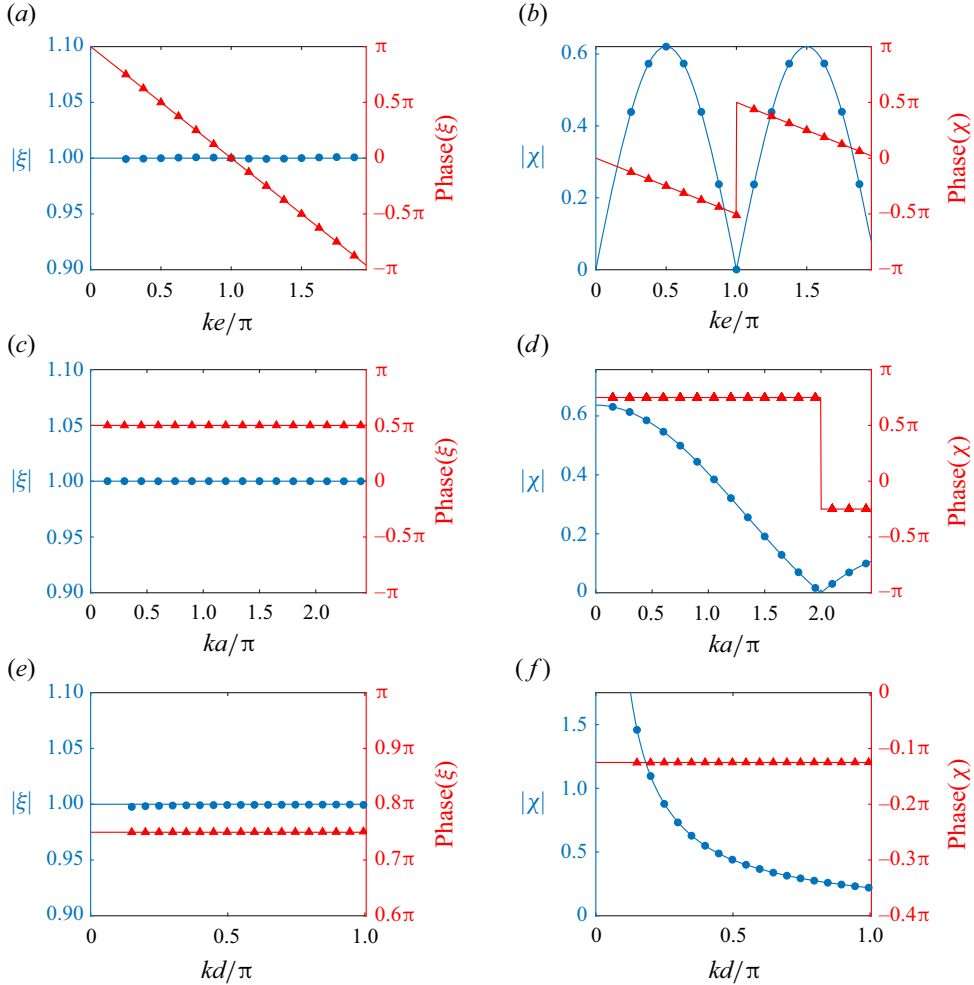 (a)
(b)
1.10
1.05
1.00
0.95
0.90
|ξ|
π
0.5π
0
−0.5π
−π
Phase(ξ)
0
0.5
1.0
1.5
ke/π
0.6
0.4
0.2
0
|χ|
π
0.5π
0
−0.5π
−π
Phase(χ)
0
0.5
1.0
1.5
ke/π
(c)
(d)
1.10
1.05
1.00
0.95
0.90
|ξ|
π
0.5π
0
−0.5π
−π
Phase(ξ)
0
0.5
1.0
1.5
2.0
ka/π
0.6
0.4
0.2
0
|χ|
π
0.5π
0
−0.5π
−π
Phase(χ)
0
0.5
1.0
1.5
2.0
ka/π
(e)
(f)
1.10
1.05
1.00
0.95
0.90
|ξ|
π
0.9π
0.8π
0.7π
0.6π
Phase(ξ)
0
0.5
1.0
kd/π
1.5
1.0
0.5
0
|χ|
0
−0.1π
−0.2π
−0.3π
−0.4π
Phase(χ)
0
0.5
1.0
kd/π